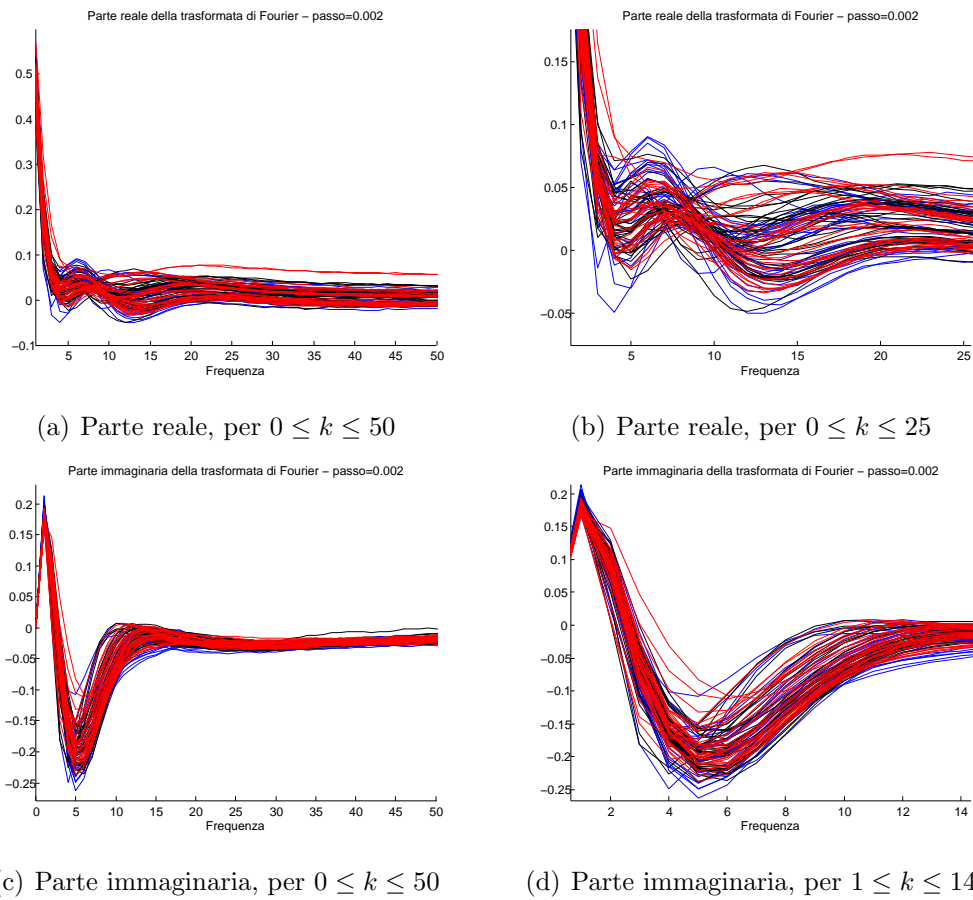 Parte reale della trasformata di Fourier − passo=0.002
0.5
0.4
0.3
0.2
0.1
0
−0.1
5 10 15 20 25 30 35 40 45 50
Frequenza
(a) Parte reale, per 0 ≤ k ≤ 50
Parte reale della trasformata di Fourier − passo=0.002
0.15
0.1
0.05
0
−0.05
5 10 15 20 25
Frequenza
(b) Parte reale, per 0 ≤ k ≤ 25
Parte immaginaria della trasformata di Fourier − passo=0.002
0.2
0.15
0.1
0.05
0
−0.05
−0.1
−0.15
−0.2
−0.25
0 5 10 15 20 25 30 35 40 45 50
Frequenza
c) Parte immaginaria, per 0 ≤ k ≤ 50
Parte immaginaria della trasformata di Fourier − passo=0.002
0.2
0.15
0.1
0.05
0
−0.05
−0.1
−0.15
−0.2
−0.25
2 4 6 8 10 12 14
Frequenza
(d) Parte immaginaria, per 1 ≤ k ≤ 14